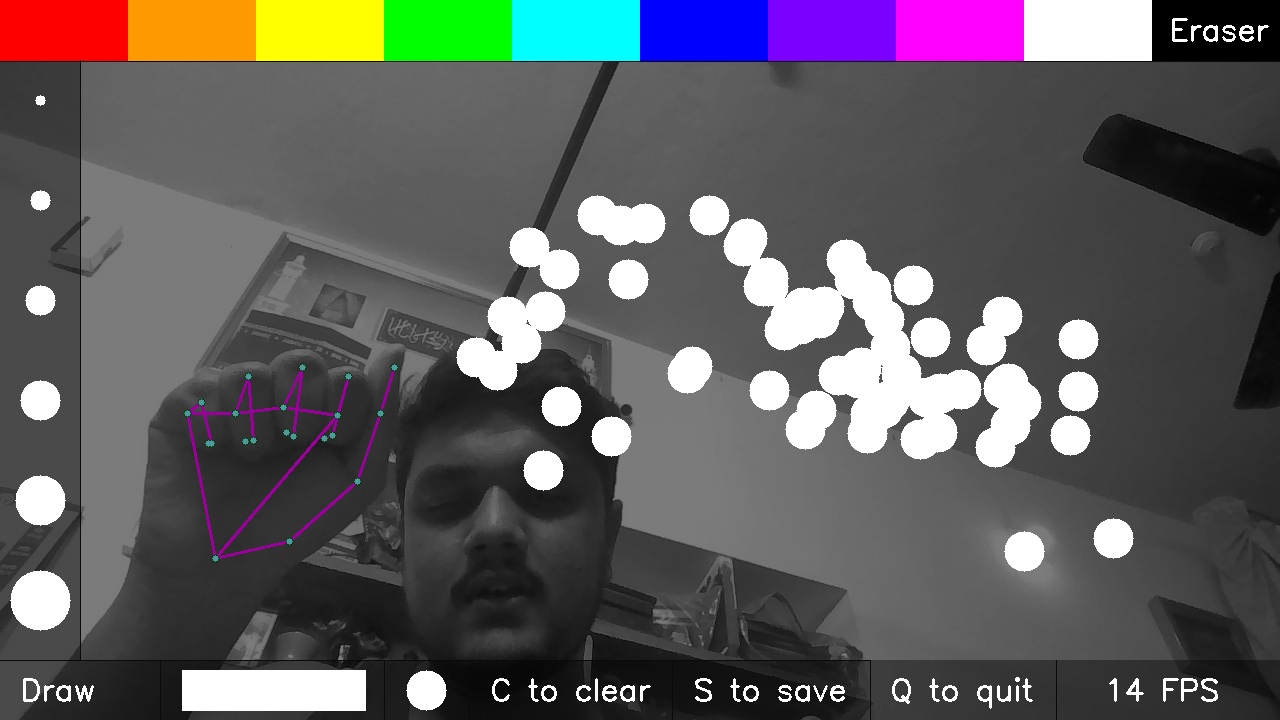 Eraser
Draw
C to clear
S to save
Q to quit
14 FPS